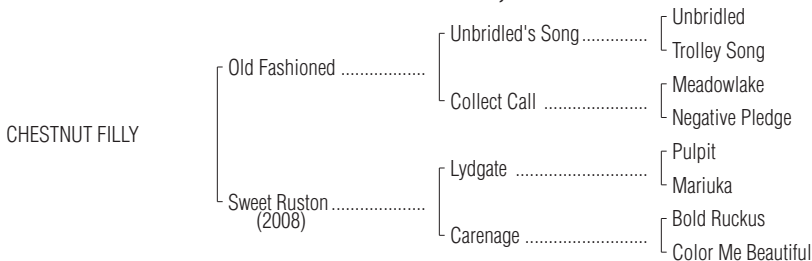 Unbridled
Unbridled's Song ..............
Trolley Song
Old Fashioned ..................
Meadowlake
Collect Call ......................
Negative Pledge
CHESTNUT FILLY
Pulpit
Lydgate ............................
Mariuka
Sweet Ruston ....................
(2008)
Bold Ruckus
Carenage ..........................
Color Me Beautiful